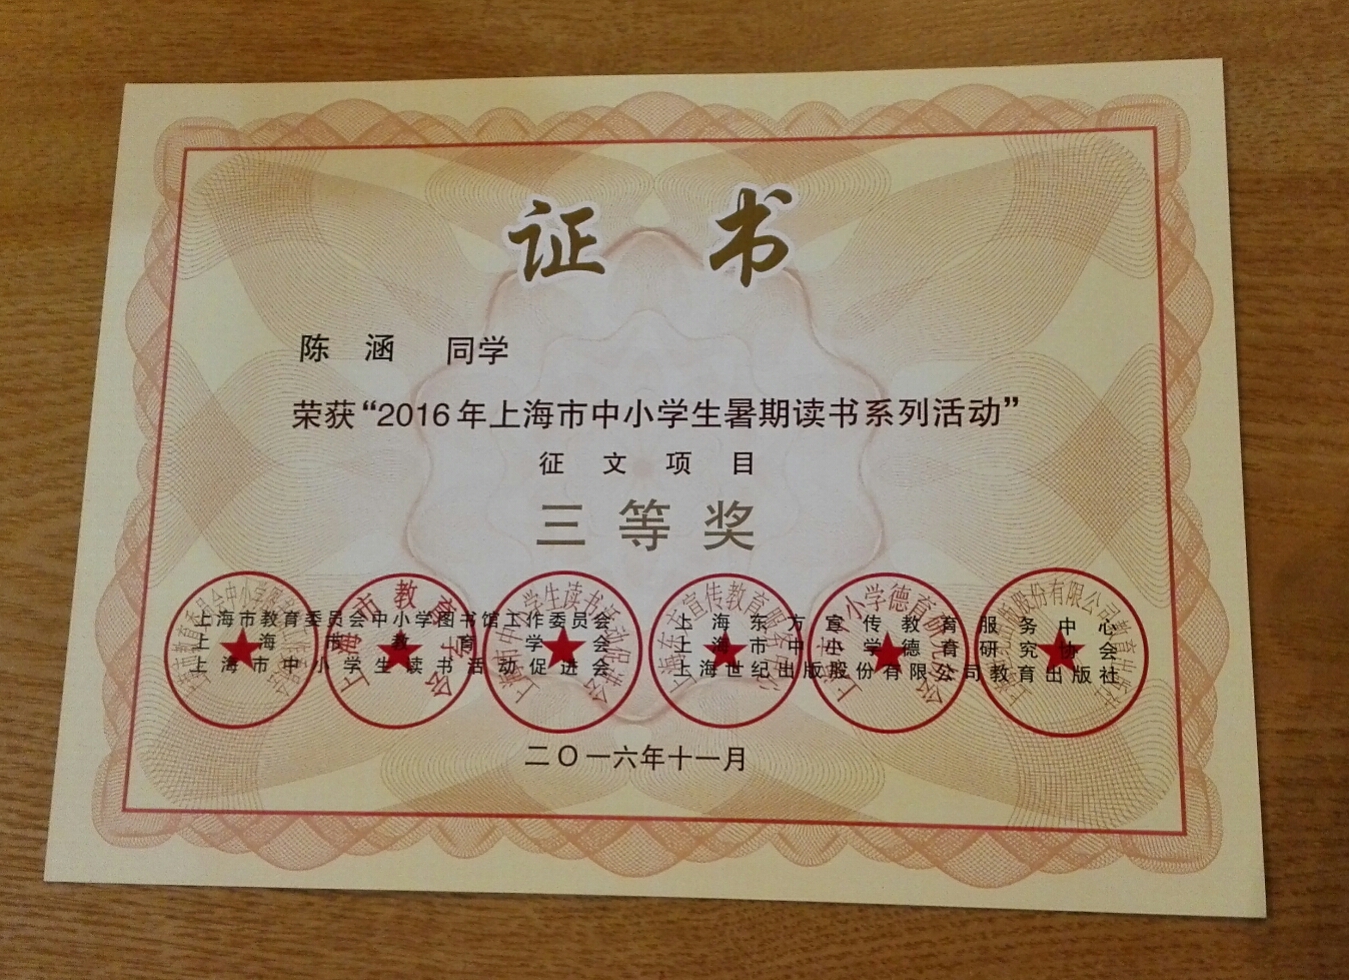 证 书
陈 涵 同学
荣获“2016年上海市中小学生暑期读书系列活动”
征 文 项 目
三 等 奖
上海市教育委员会中小学图书馆工作委员会
上海东方宣传教育服务中心
上海市教育学会
上海市中小学德育研究协会
上海市中小学生读书活动促进会
上海世纪出版股份有限公司教育出版社
二〇一六年十一月